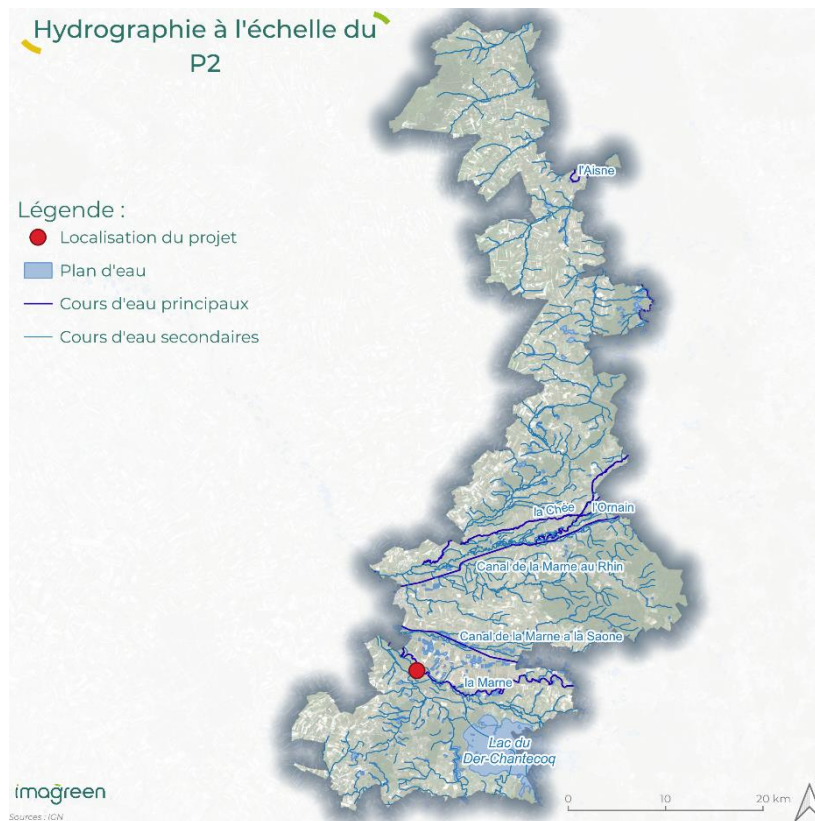 Hydrographie à l'échelle du
P2
l'Aisne
Légende :
Localisation du projet
Plan d'eau
Cours d'eau principaux
Cours d'eau secondaires
la Chée
l'Ornain
Canal de la Marne au Rhin
Canal de la Marne a la Saone
la Marne
Lac du
Der-Chantecoq
imagreen
0 10 20 km
Sources : IGN